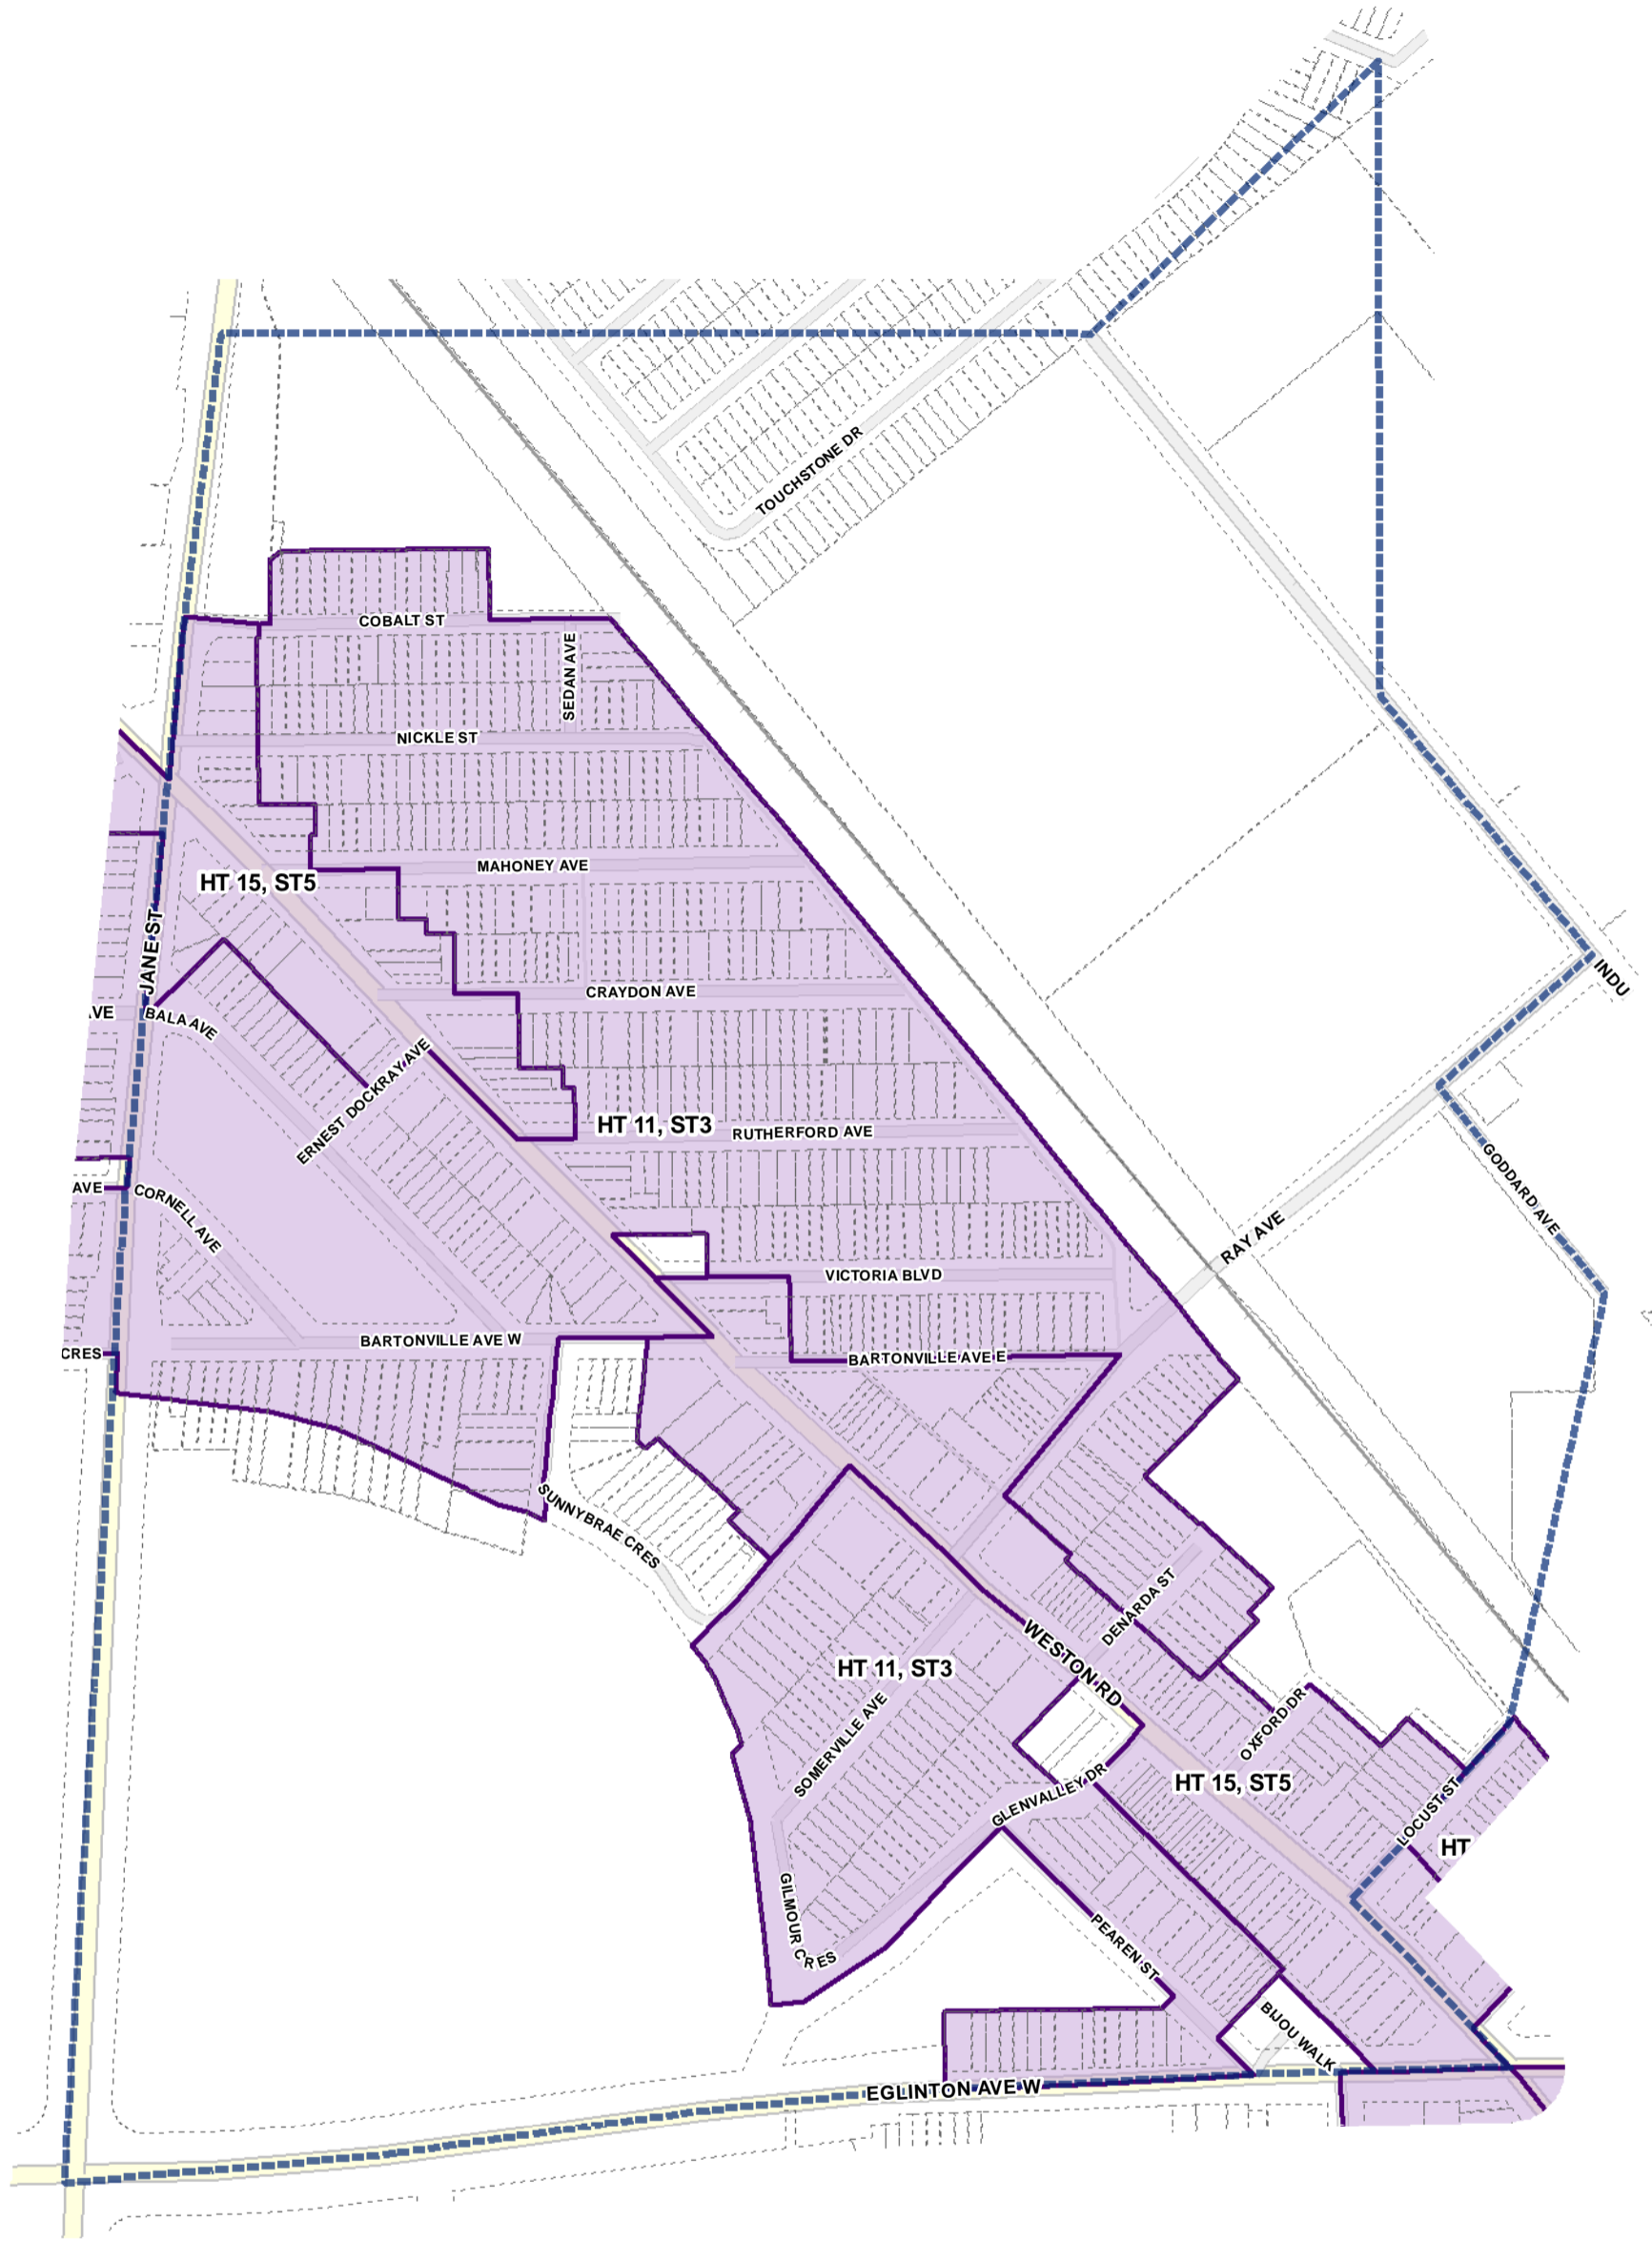 TOUCHSTONE DR
COBALT ST
SEDAN AVE
NICKLE ST
MAHONEY AVE
HT 15, ST5
JANE ST
INDU
CRAYDON AVE
AVE
BALA AVE
ERNEST DOCKRAY AVE
HT 11, ST3
RUTHERFORD AVE
GODDARD AVE
AVE
CORNELL AVE
RAY AVE
VICTORIA BLVD
BARTONVILLE AVE W
CRES
BARTONVILLE AVE E
SUNNYBRAE CRES
DENARDA ST
WESTON RD
HT 11, ST3
OXFORD DR
SOMERVILLE AVE
HT 15, ST5
GLENVALLEY DR
LOCUST ST
HT
GILMOUR CRES
PEAREN ST
BIJOU WALK
EGLINTON AVE W